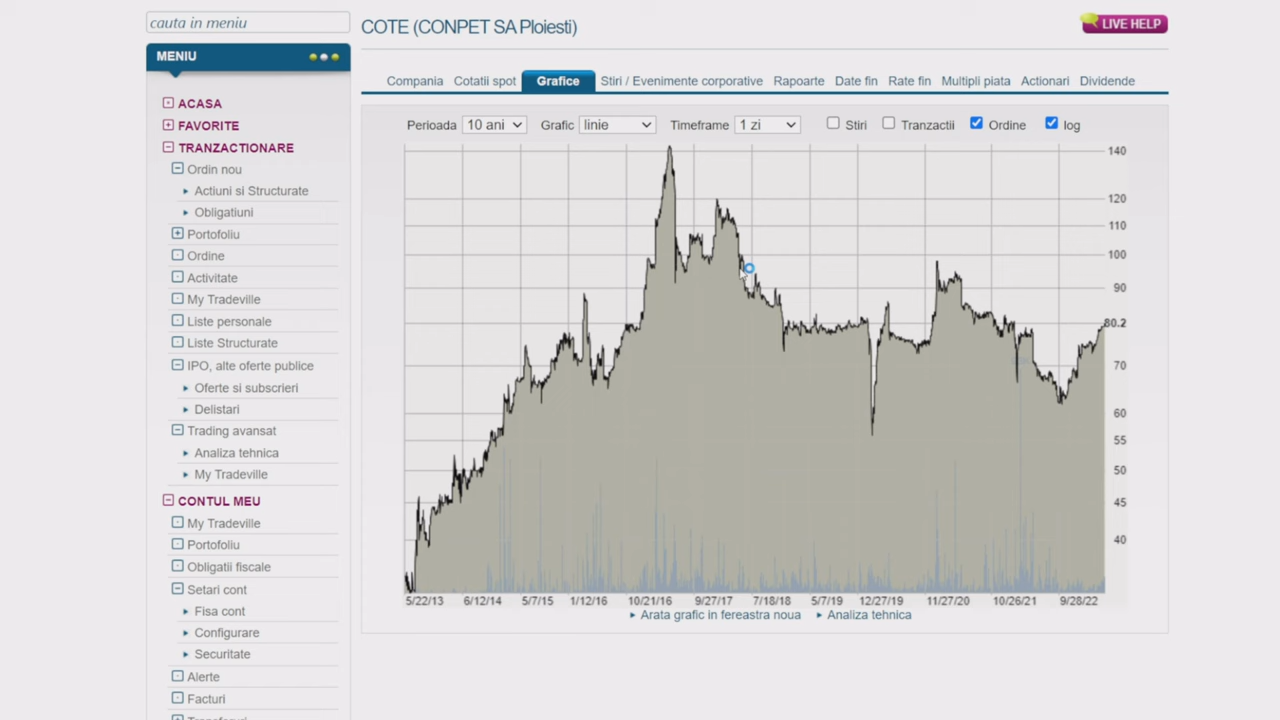 cauta in meniu
COTE (CONPET SA Ploiesti)
LIVE HELP
MENIU
Compania Cotatii spot Grafice Stiri / Evenimente corporative Rapoarte Date fin Rate fin Multipli piata Actionari Dividende
ACASA
FAVORITE
TRANZACTIONARE
Ordin nou
Actiuni si Structurate
Obligatiuni
Portofoliu
Ordine
Activitate
My Tradeville
Liste personale
Liste Structurate
IPO, alte oferte publice
Oferte si subscrieri
Delistari
Trading avansat
Analiza tehnica
My Tradeville
CONTUL MEU
My Tradeville
Portofoliu
Obligatii fiscale
Setari cont
Fisa cont
Configurare
Securitate
Alerte
Facturi
Perioada 10 ani Grafic linie Timeframe 1 zi Stiri Tranzactii Ordine log
140
120
110
100
90
80.2
70
60
55
50
45
40
5/22/13 6/12/14 5/7/15 1/12/16 10/21/16 9/27/17 7/18/18 5/7/19 12/27/19 11/27/20 10/26/21 9/28/22
Arata grafic in fereastra noua Analiza tehnica